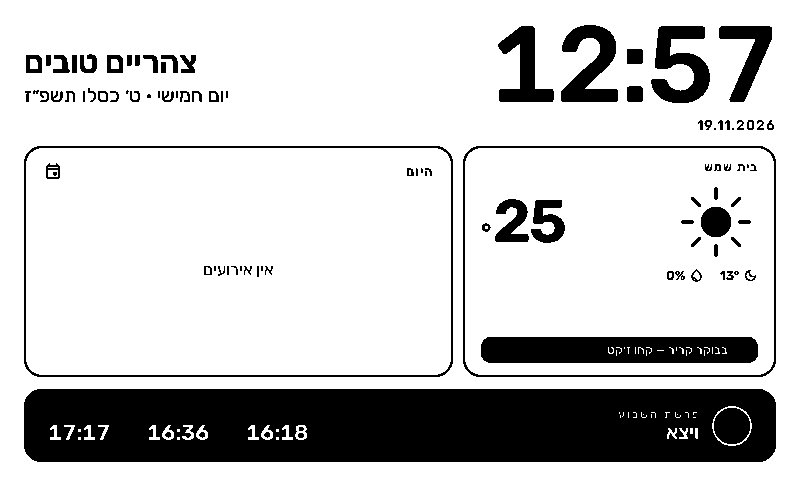 12:57
19.11.2026
צהריים טובים
יום חמישי • ט׳ כסלו תשפ״ז
בית שמש
25°
13° 0%
בבוקר קריר – קחו ז׳קט
היום
אין אירועים
פרשת השבוע
ויצא
16:18 16:36 17:17